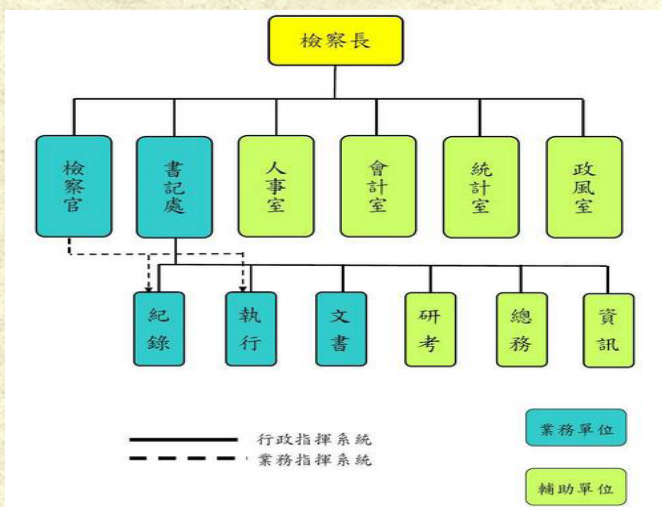 檢察長
檢察官
書記處
人事室
會計室
統計室
政風室
紀錄
執行
文書
研考
總務
資訊
行政指揮系統
業務指揮系統
業務單位
輔助單位